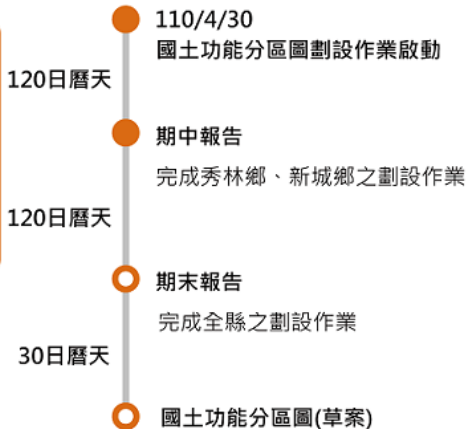 110/4/30
國土功能分區圖劃設作業啟動
120日曆天
期中報告
完成秀林鄉、新城鄉之劃設作業
120日曆天
期末報告
完成全縣之劃設作業
30日曆天
國土功能分區圖(草案)